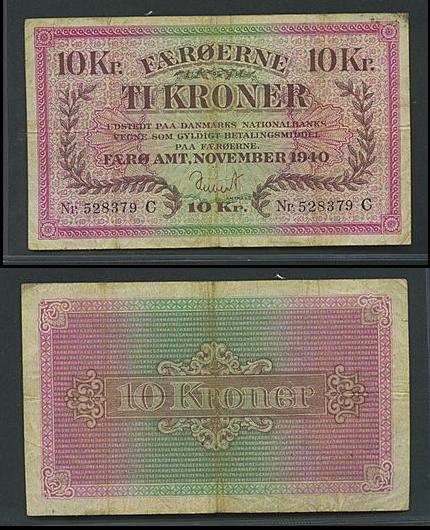 10 Kr. FÆRØERNE 10 Kr.
TI KRONER
UDSTEDT PAA DANMARKS NATIONALBANKS
VEGNE SOM GYLDIGT BETALINGSMIDDEL
PAA FÆRØERNE.
FÆRØ AMT, NOVEMBER 1940
AMTMAND
Nr. 528379 C 10 Kr. Nr. 528379 C
10 Kroner